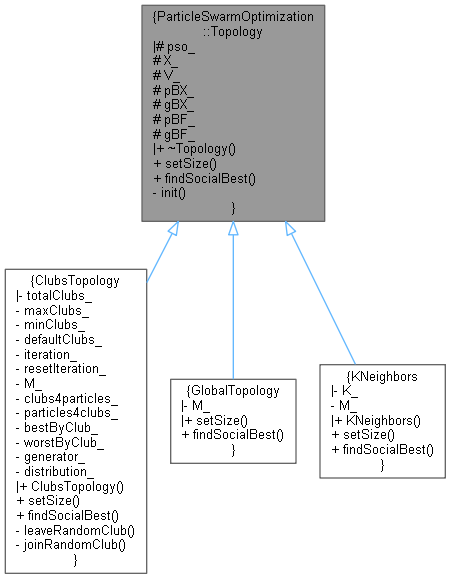 {ParticleSwarmOptimization
::Topology
|# pso_
# X_
# V_
# pBX_
# gBX_
# pBF_
# gBF_
|+ ~Topology()
+ setSize()
+ findSocialBest()
- init()
}
{ClubsTopology
|- totalClubs_
- maxClubs_
- minClubs_
- defaultClubs_
- iteration_
- resetIteration_
- M_
- clubs4particles_
- particles4clubs_
- bestByClub_
- worstByClub_
- generator_
- distribution_
|+ ClubsTopology()
+ setSize()
+ findSocialBest()
- leaveRandomClub()
- joinRandomClub()
}
{GlobalTopology
|- M_
|+ setSize()
+ findSocialBest()
}
{KNeighbors
|- K_
- M_
|+ KNeighbors()
+ setSize()
+ findSocialBest()
}